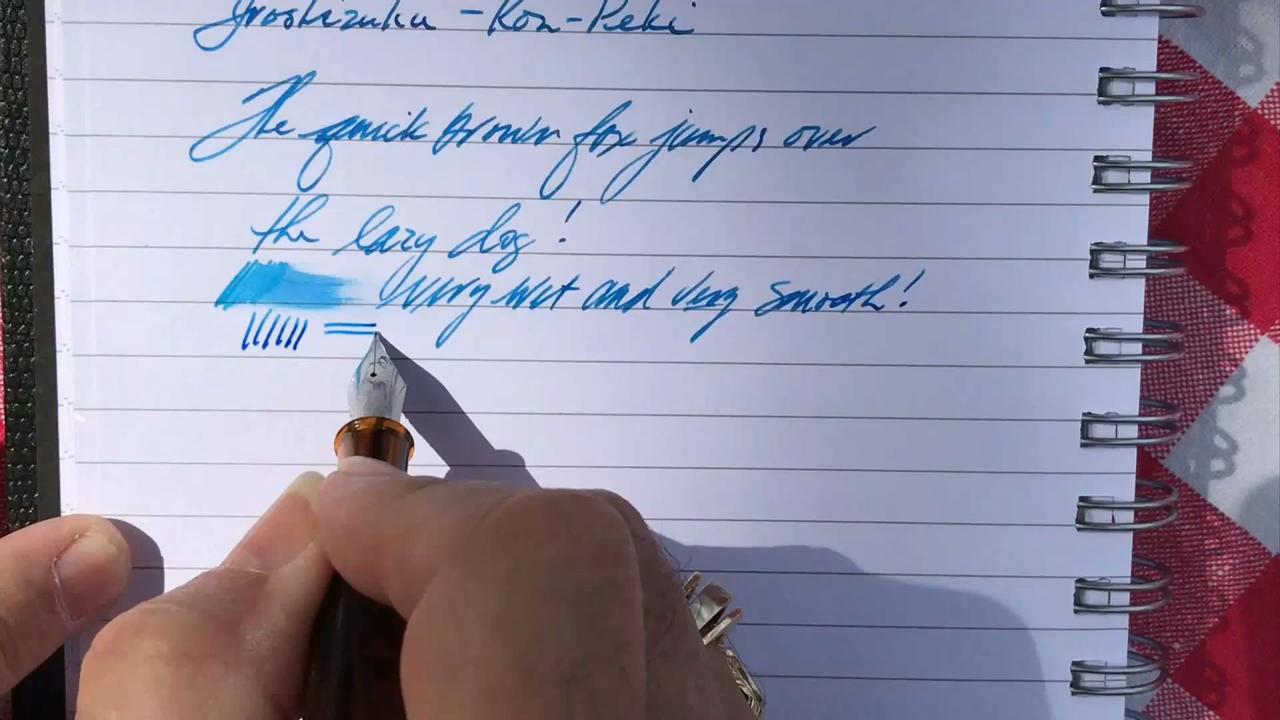 Iroshizuku - Kon-Peki
The quick brown fox jumps over
the lazy dog!
Very wet and very smooth!